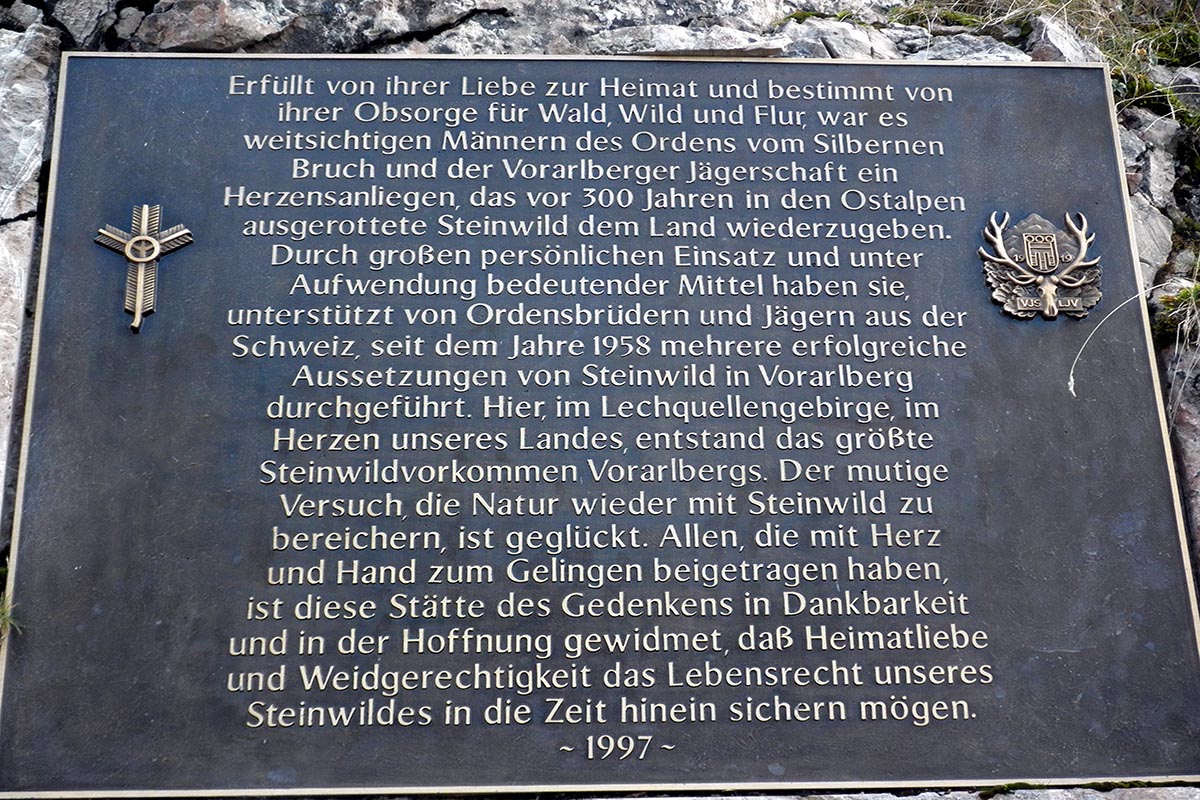 Erfüllt von ihrer Liebe zur Heimat und bestimmt von
ihrer Obsorge für Wald, Wild und Flur, war es
weitsichtigen Männern des Ordens vom Silbernen
Bruch und der Vorarlberger Jägerschaft ein
Herzensanliegen, das vor 300 Jahren in den Ostalpen
ausgerottete Steinwild dem Land wiederzugeben.
Durch großen persönlichen Einsatz und unter
Aufwendung bedeutender Mittel haben sie,
unterstützt von Ordensbrüdern und Jägern aus der
Schweiz, seit dem Jahre 1958 mehrere erfolgreiche
Aussetzungen von Steinwild in Vorarlberg
durchgeführt. Hier, im Lechquellengebirge, im
Herzen unseres Landes, entstand das größte
Steinwildvorkommen Vorarlbergs. Der mutige
Versuch, die Natur wieder mit Steinwild zu
bereichern, ist geglückt. Allen, die mit Herz
und Hand zum Gelingen beigetragen haben,
ist diese Stätte des Gedenkens in Dankbarkeit
und in der Hoffnung gewidmet, daß Heimatliebe
und Weidgerechtigkeit das Lebensrecht unseres
Steinwildes in die Zeit hinein sichern mögen.
~ 1997 ~
1919
VJS LJV